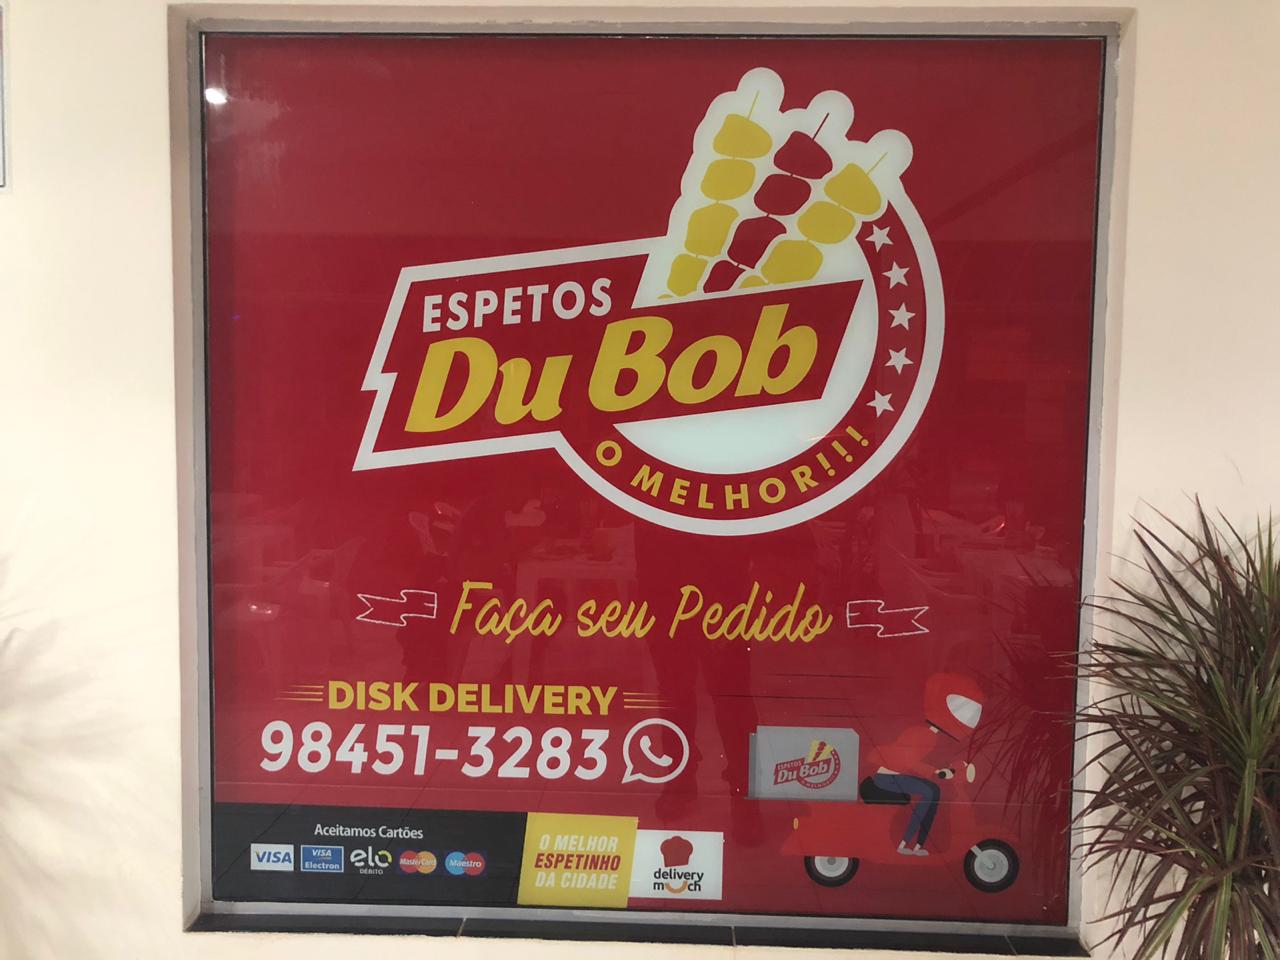 ESPETOS
Du Bob
O MELHOR!!!
Faça seu Pedido
DISK DELIVERY
98451-3283
ESPETOS
Du Bob
O MELHOR!!!
Aceitamos Cartões
VISA
VISA
Electron
elo
DÉBITO
MasterCard
Maestro
O MELHOR
ESPETINHO
DA CIDADE
delivery
much